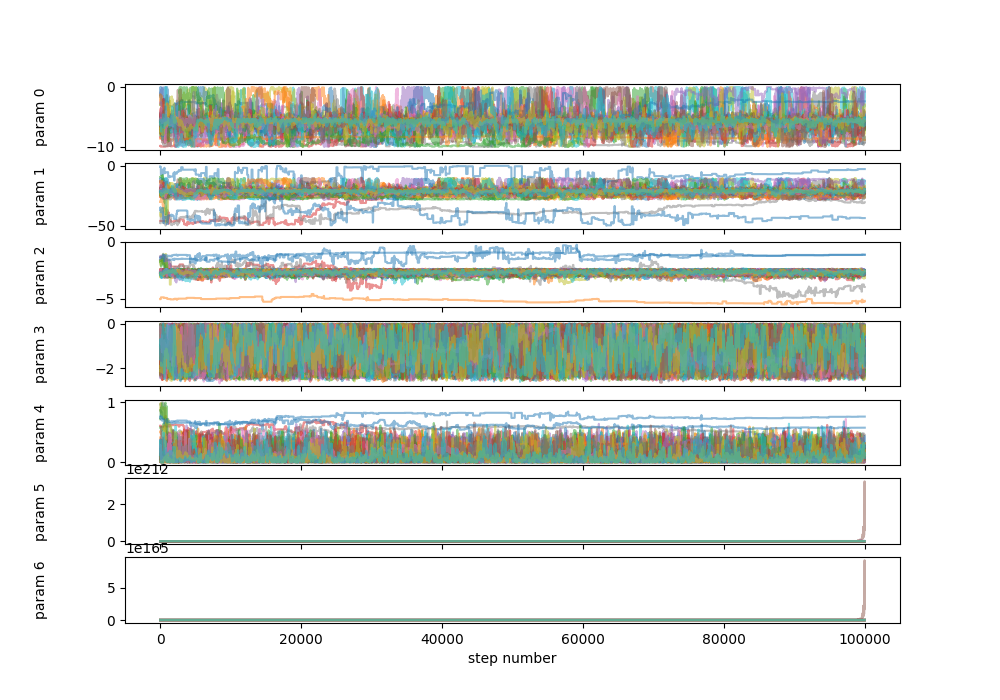 param 0
0
−10
param 1
0
−50
param 2
0
−5
param 3
0
−2
param 4
1
0
1e212
param 5
2
0
1e165
param 6
5
0
0 20000 40000 60000 80000 100000
step number